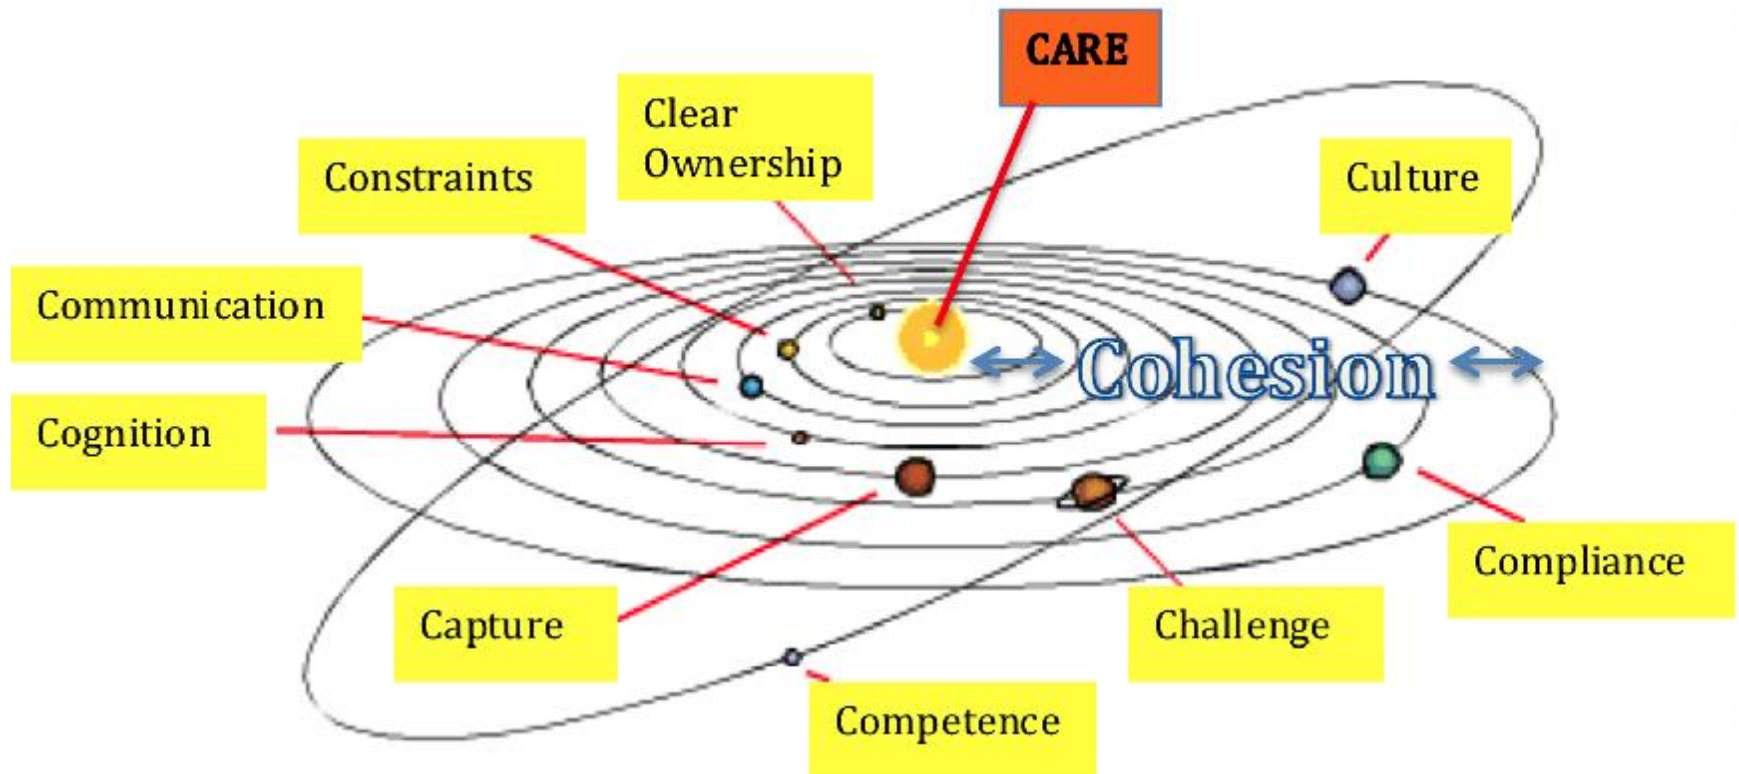 CARE
Clear
Ownership
Constraints
Culture
Communication
Cohesion
Cognition
Compliance
Capture
Challenge
Competence